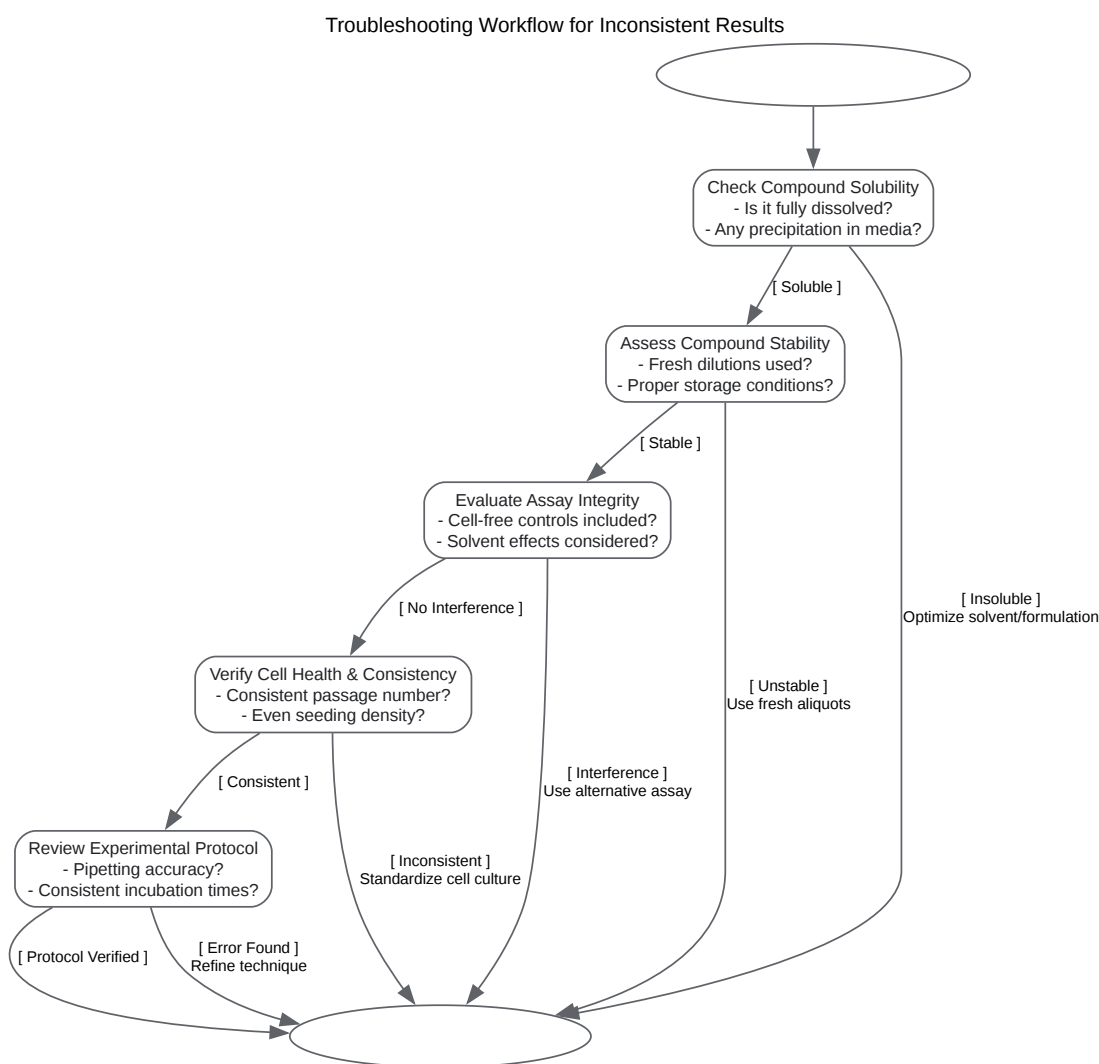 Troubleshooting Workflow for Inconsistent Results
Check Compound Solubility
- Is it fully dissolved?
- Any precipitation in media?
[ Soluble ]
Assess Compound Stability
- Fresh dilutions used?
- Proper storage conditions?
[ Stable ]
Evaluate Assay Integrity
- Cell-free controls included?
- Solvent effects considered?
[ No Interference ]
[ Insoluble ]
Optimize solvent/formulation
Verify Cell Health & Consistency
- Consistent passage number?
- Even seeding density?
[ Unstable ]
Use fresh aliquots
[ Consistent ]
[ Interference ]
Use alternative assay
Review Experimental Protocol
- Pipetting accuracy?
- Consistent incubation times?
[ Inconsistent ]
Standardize cell culture
[ Protocol Verified ]
[ Error Found ]
Refine technique